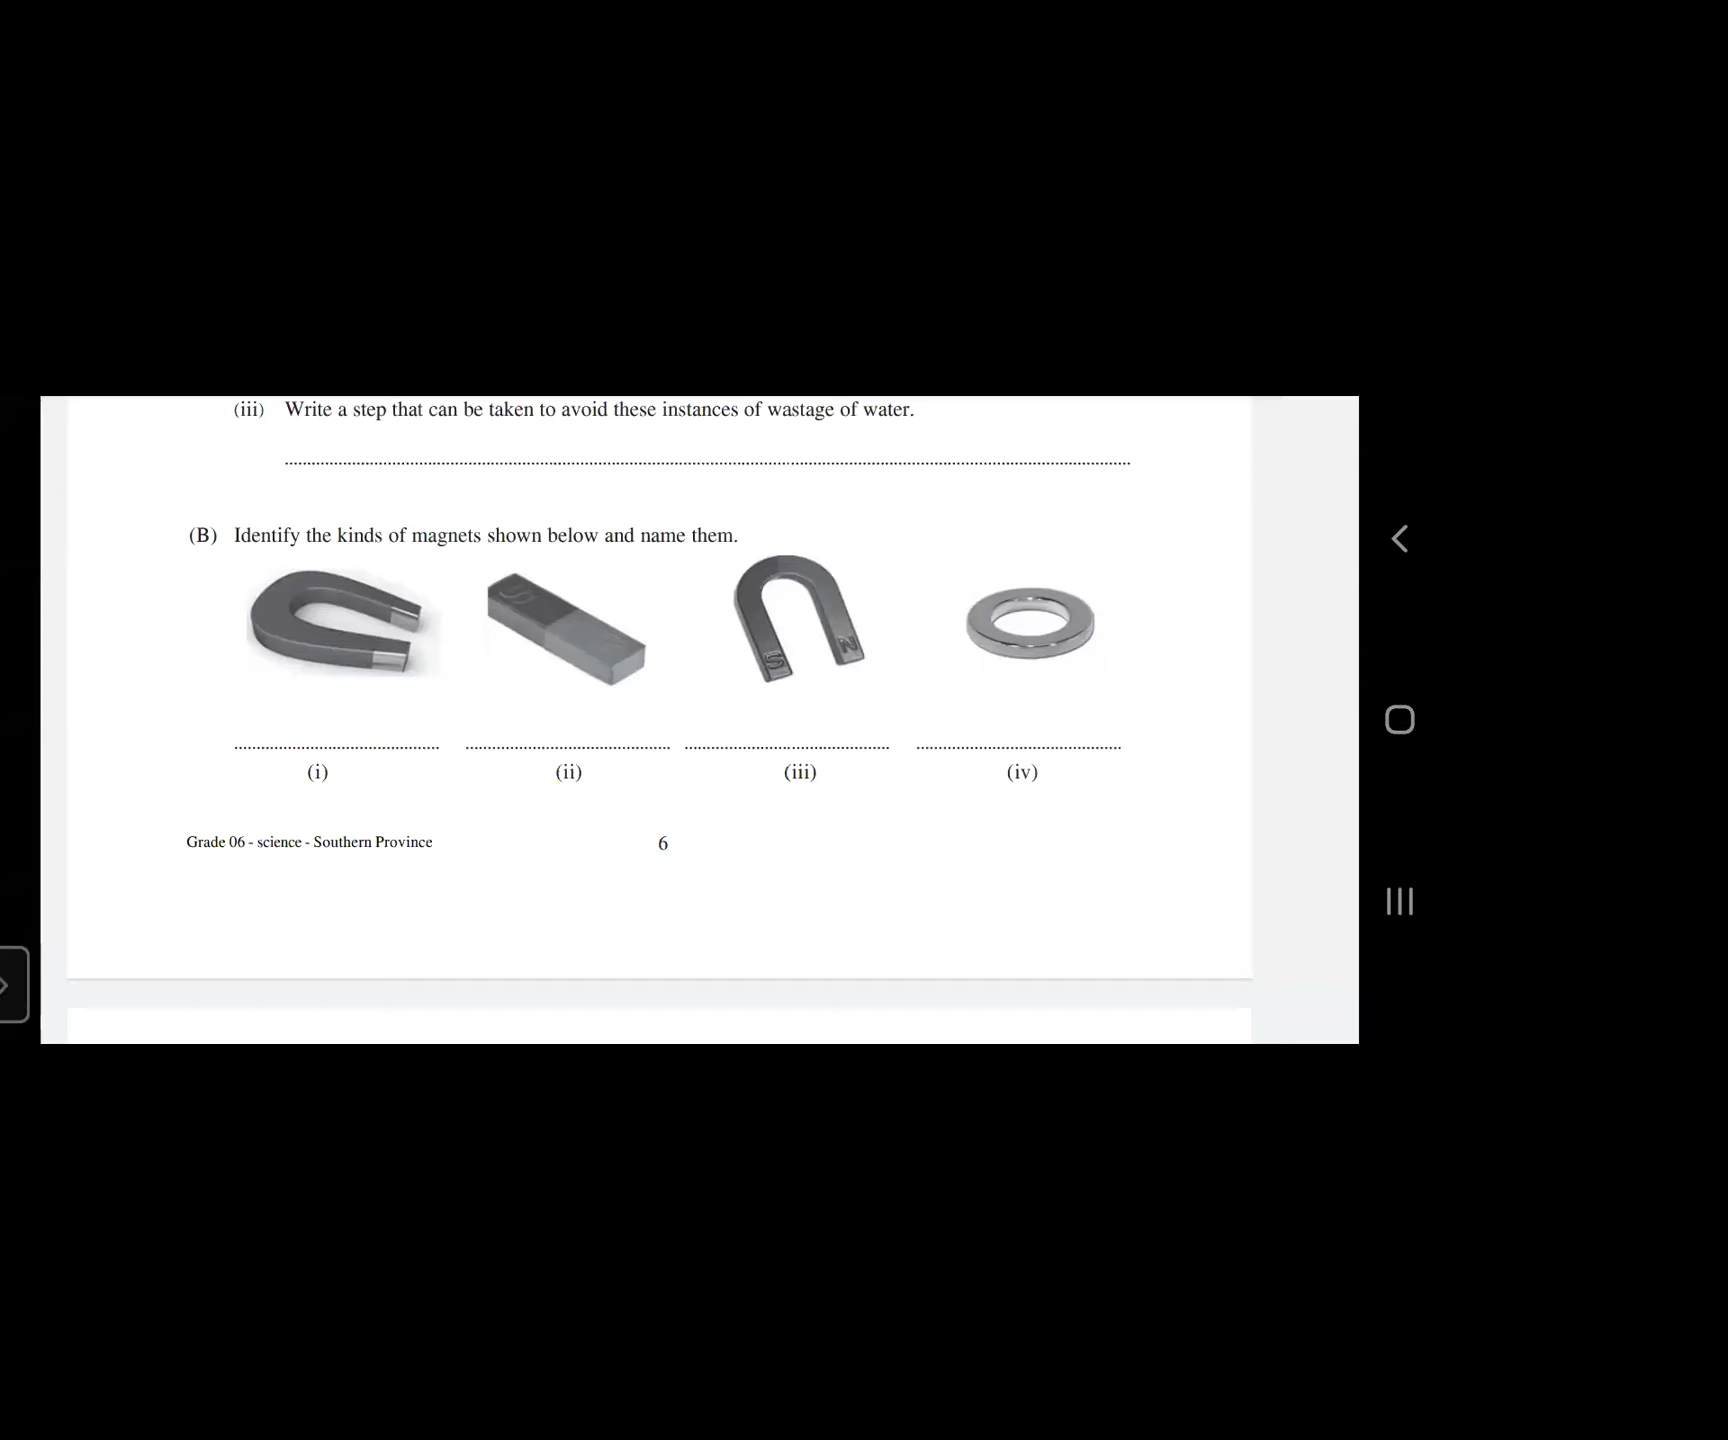 (iii) Write a step that can be taken to avoid these instances of wastage of water.
................................................................................
(B) Identify the kinds of magnets shown below and name them.
S
S N
.................... .................... .................... ....................
(i) (ii) (iii) (iv)
Grade 06 - science - Southern Province 6